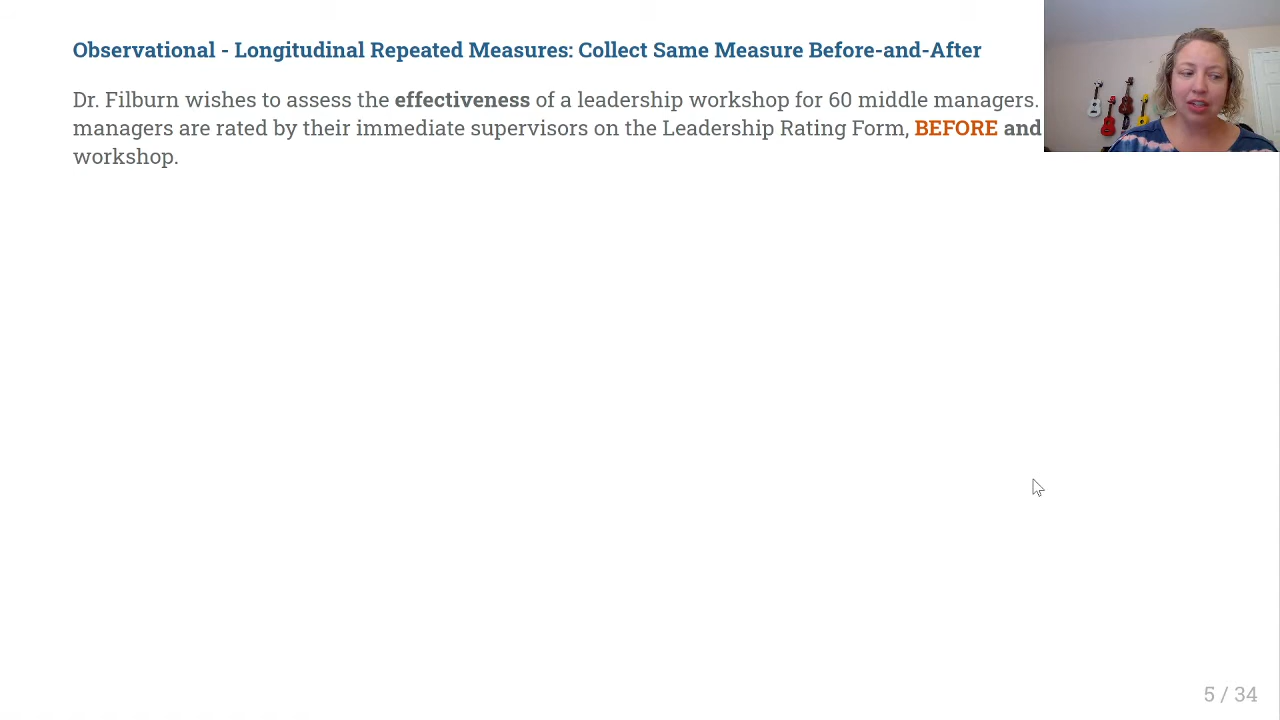 Observational - Longitudinal Repeated Measures: Collect Same Measure Before-and-After
Dr. Filburn wishes to assess the effectiveness of a leadership workshop for 60 middle managers.
managers are rated by their immediate supervisors on the Leadership Rating Form, BEFORE and
workshop.
5 / 34